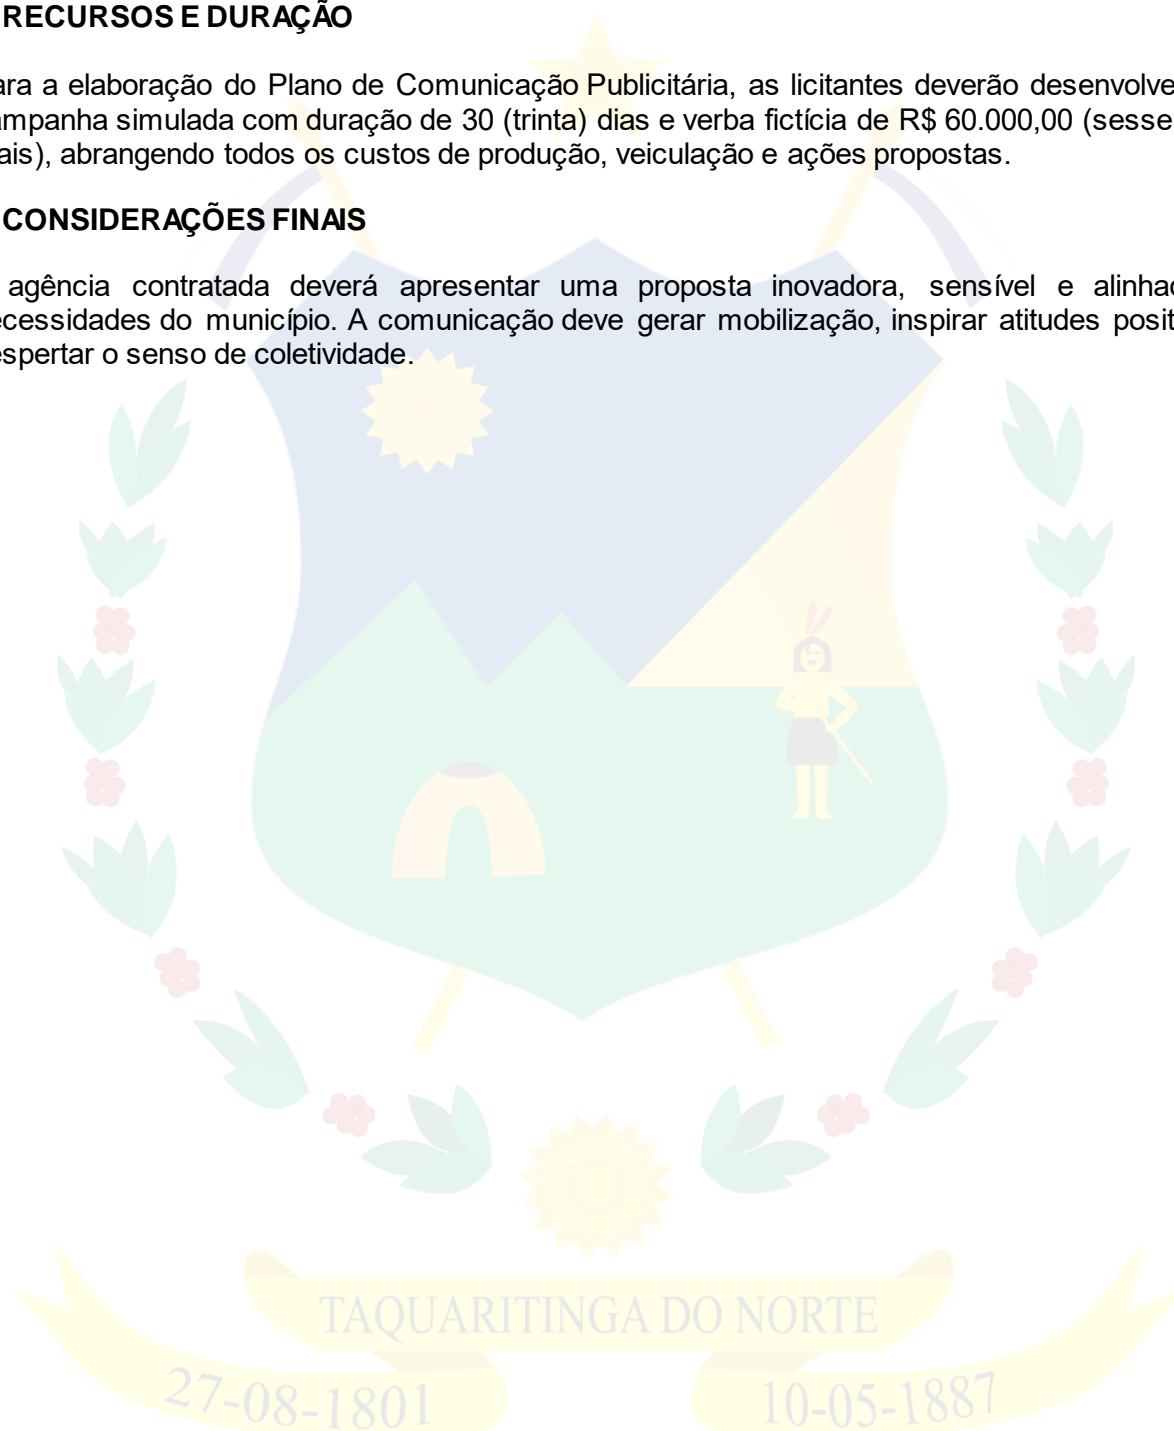 RECURSOS E DURAÇÃO
ara a elaboração do Plano de Comunicação Publicitária, as licitantes deverão desenvolve
ampanha simulada com duração de 30 (trinta) dias e verba fictícia de R$ 60.000,00 (sesse
ais), abrangendo todos os custos de produção, veiculação e ações propostas.
CONSIDERAÇÕES FINAIS
agência contratada deverá apresentar uma proposta inovadora, sensível e alinhad
ecessidades do município. A comunicação deve gerar mobilização, inspirar atitudes posit
espertar o senso de coletividade.
TAQUARITINGA DO NORTE
27-08-1801
10-05-1887